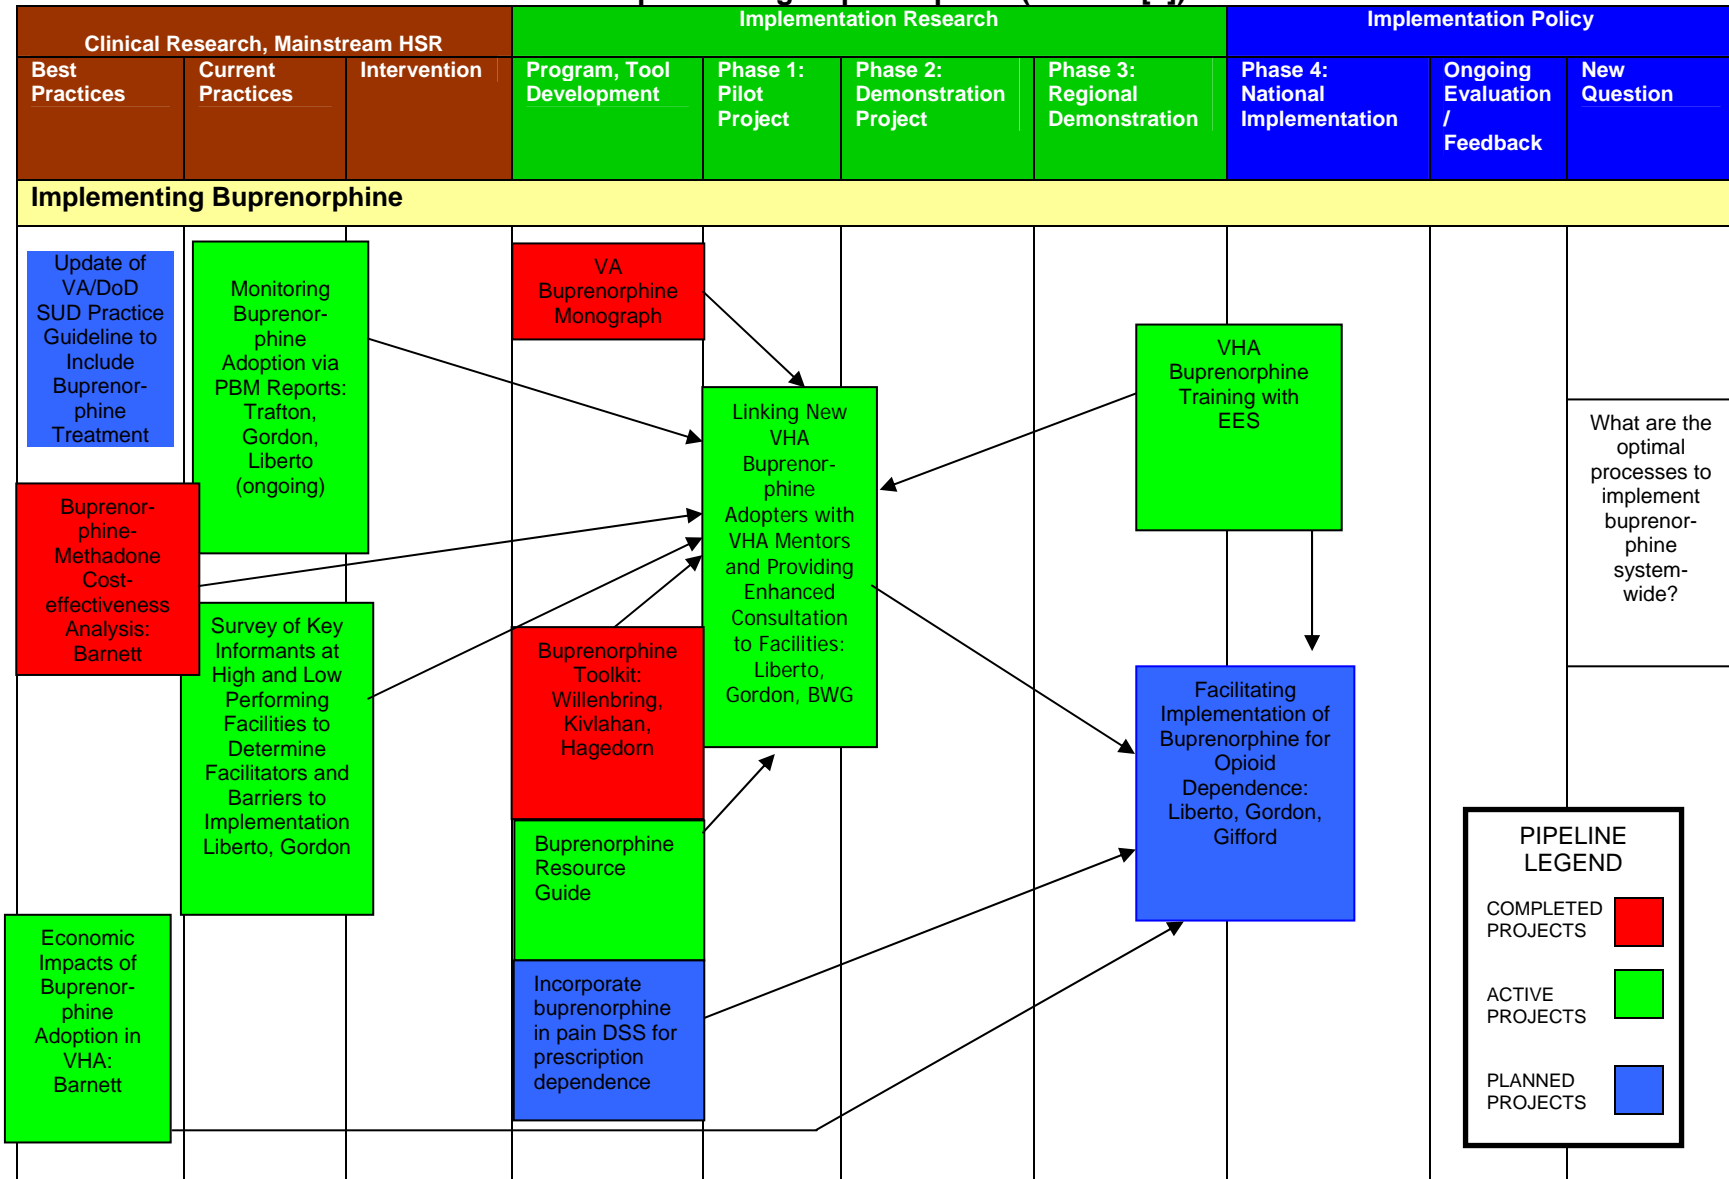 Implementation Research
Implementation Policy
Clinical Research, Mainstream HSR
Best
Practices
Current
Practices
Intervention
Program, Tool
Development
Phase 1:
Pilot
Project
Phase 2:
Demonstration
Project
Phase 3:
Regional
Demonstration
Phase 4:
National
Implementation
Ongoing
Evaluation
/
Feedback
New
Question
Implementing Buprenorphine
Update of
VA/DoD
SUD Practice
Guideline to
Include
Buprenor-
phine
Treatment
Monitoring
Buprenor-
phine
Adoption via
PBM Reports:
Trafton,
Gordon,
Liberto
(ongoing)
VA
Buprenorphine
Monograph
VHA
Buprenorphine
Training with
EES
Linking New
VHA
Buprenor-
phine
Adopters with
VHA Mentors
and Providing
Enhanced
Consultation
to Facilities:
Liberto,
Gordon, BWG
What are the
optimal
processes to
implement
buprenor-
phine
system-
wide?
Buprenor-
phine-
Methadone
Cost-
effectiveness
Analysis:
Barnett
Survey of Key
Informants at
High and Low
Performing
Facilities to
Determine
Facilitators and
Barriers to
Implementation
Liberto, Gordon
Buprenorphine
Toolkit:
Willenbring,
Kivlahan,
Hagedorn
Facilitating
Implementation of
Buprenorphine for
Opioid
Dependence:
Liberto, Gordon,
Gifford
Buprenorphine
Resource
Guide
Economic
Impacts of
Buprenor-
phine
Adoption in
VHA:
Barnett
Incorporate
buprenorphine
in pain DSS for
prescription
dependence
PIPELINE
LEGEND
COMPLETED
PROJECTS
ACTIVE
PROJECTS
PLANNED
PROJECTS